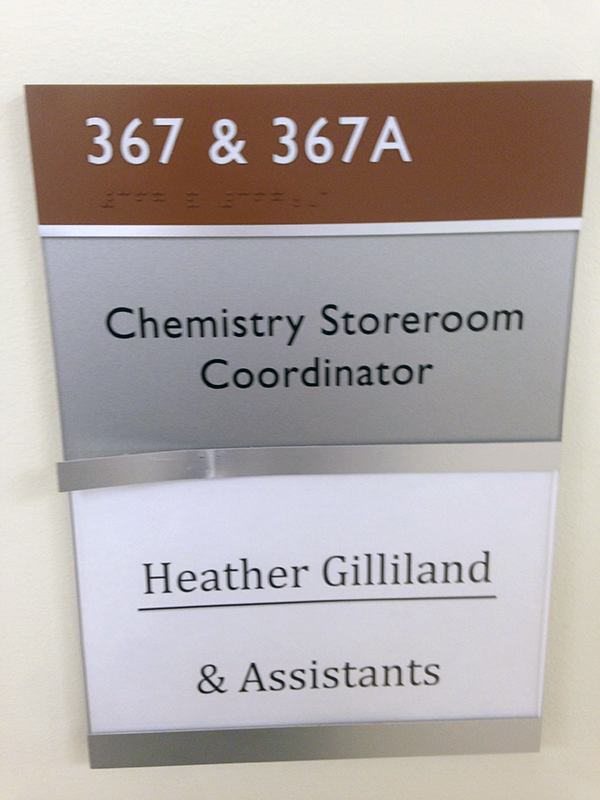 367 & 367A
Chemistry Storeroom
Coordinator
Heather Gilliland
& Assistants